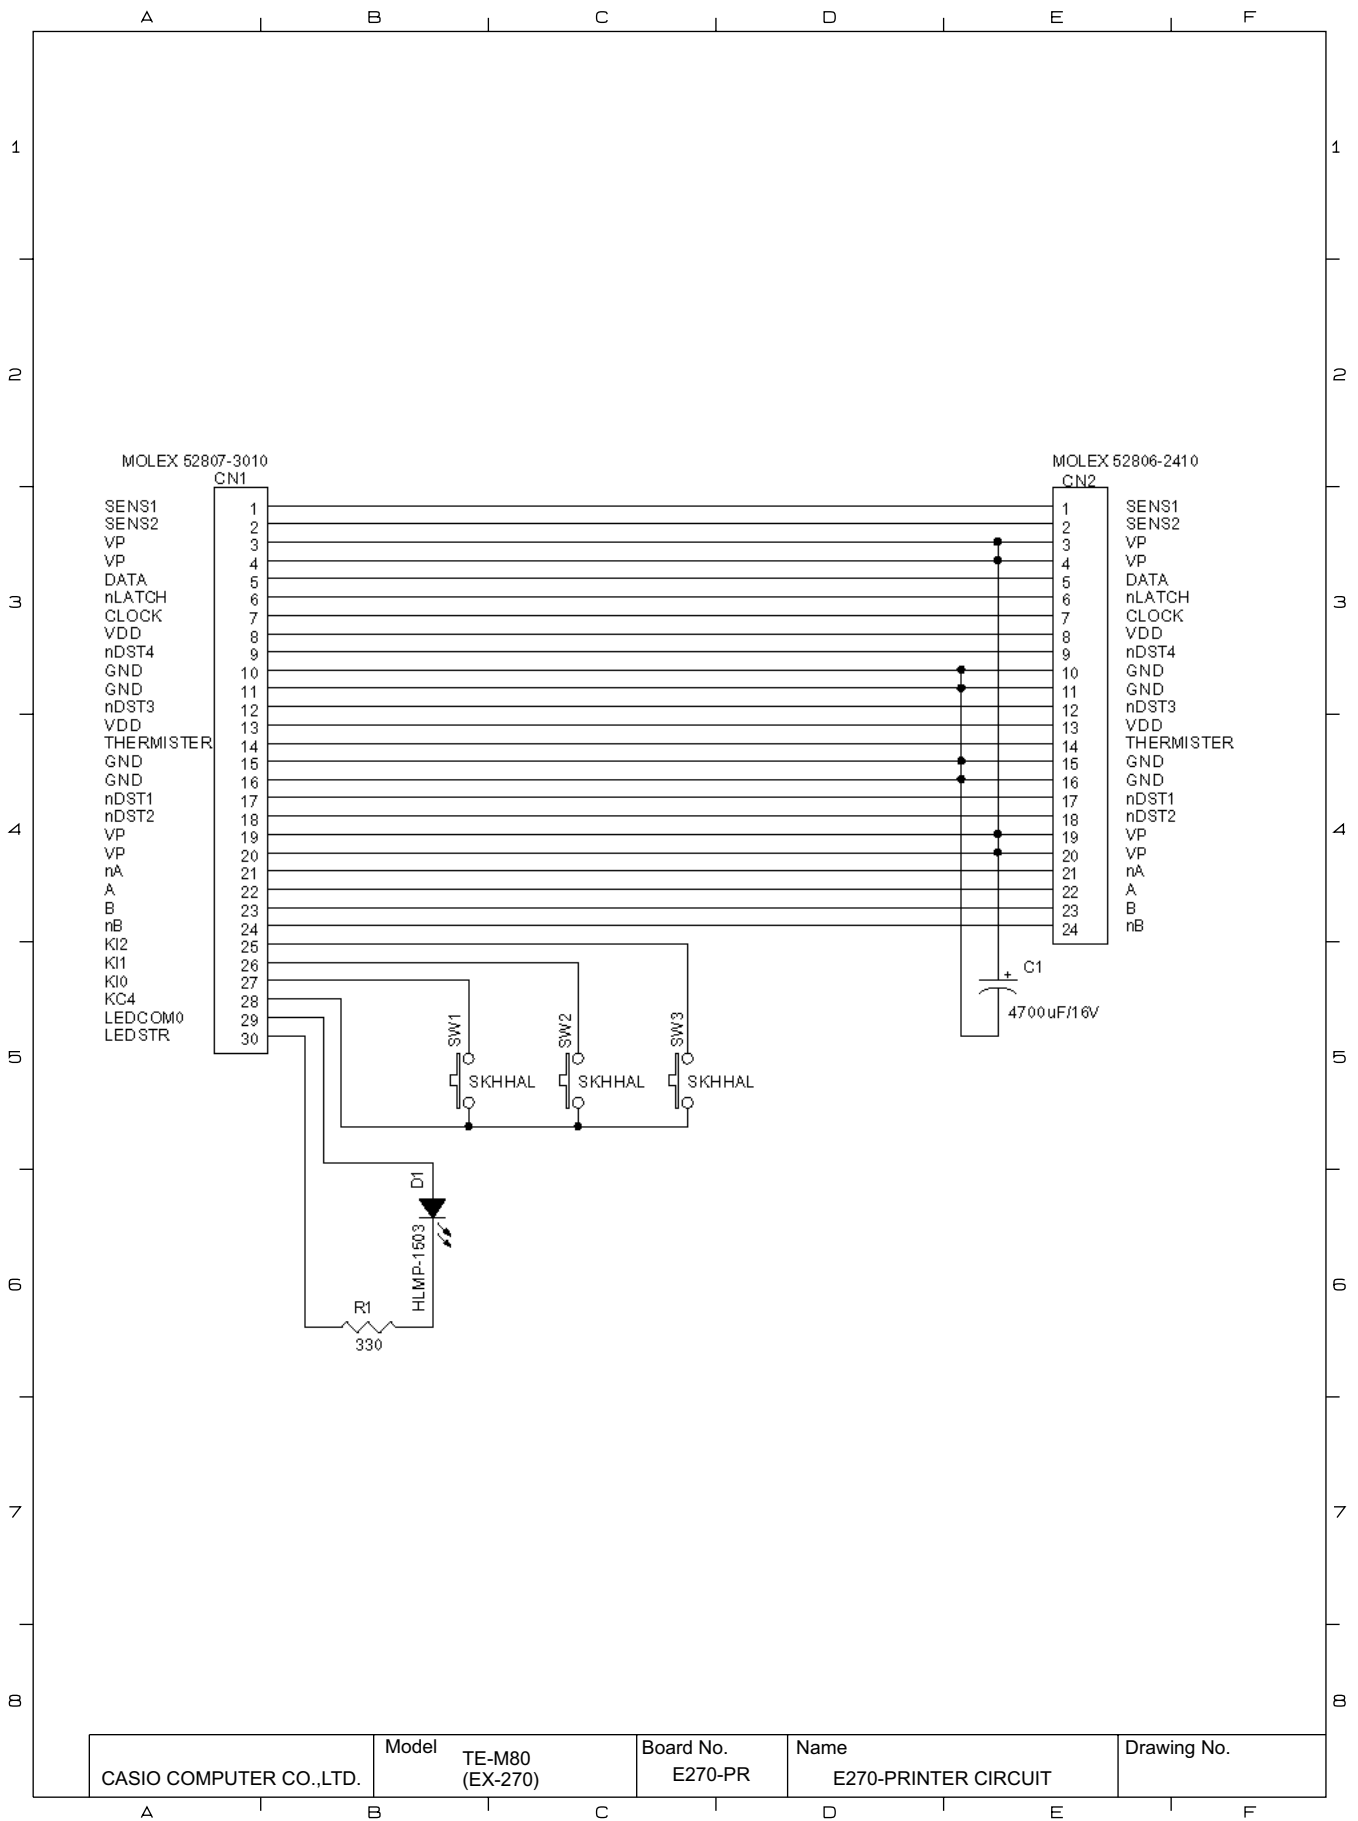 A B C D E F
1 1
2 2
MOLEX 52807-3010 MOLEX 52806-2410
CN1 CN2
SENS1 1 1 SENS1
SENS2 2 2 SENS2
VP 3 3 VP
VP 4 4 VP
DATA 5 5 DATA
3 nLATCH 6 6 nLATCH 3
CLOCK 7 7 CLOCK
VDD 8 8 VDD
nDST4 9 9 nDST4
GND 10 10 GND
GND 11 11 GND
nDST3 12 12 nDST3
VDD 13 13 VDD
THERMISTER 14 14 THERMISTER
GND 15 15 GND
GND 16 16 GND
nDST1 17 17 nDST1
nDST2 18 18 nDST2
4 VP 19 19 VP 4
VP 20 20 VP
nA 21 21 nA
A 22 22 A
B 23 23 B
nB 24 24 nB
KI2 25
KI1 26 + C1
KI0 27
KC4 28
4700uF/16V
LEDCOM0 29
LEDSTR 30
SW1 SW2 SW3
5 5
SKHHAL SKHHAL SKHHAL
D1
HLMP-1503
6 6
R1
330
7 7
8 8
CASIO COMPUTER CO.,LTD.
Model TE-M80
(EX-270)
Board No.
E270-PR
Name
E270-PRINTER CIRCUIT
Drawing No.
A B C D E F